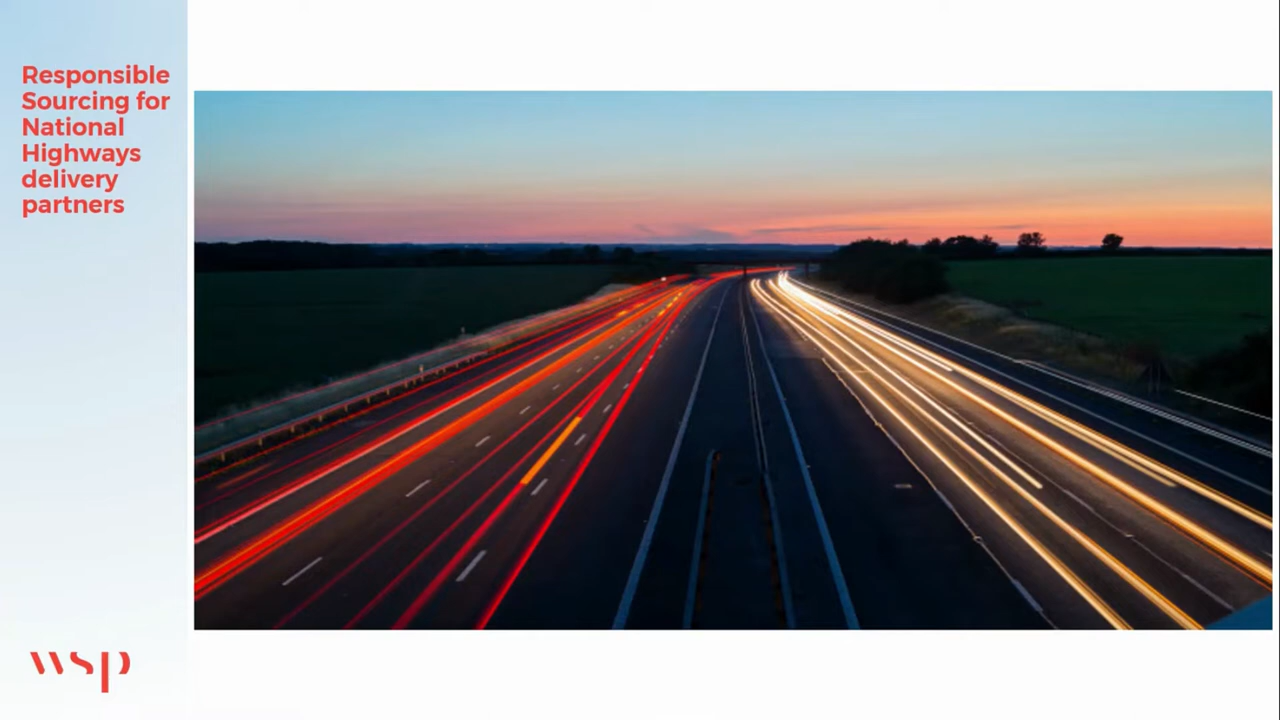 Responsible
Sourcing for
National
Highways
delivery
partners
wsp